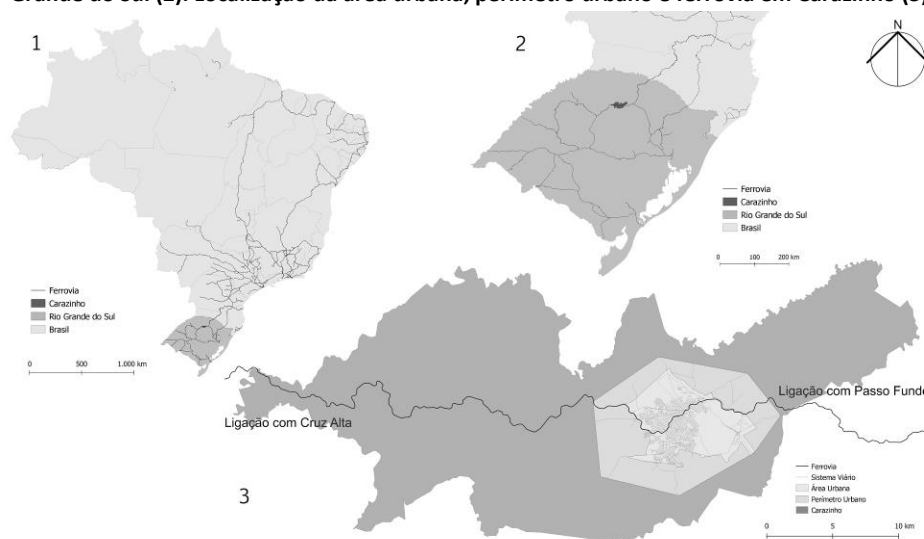 Grande do Sul (2). Localização da área urbana, perímetro urbano e ferrovia em Carazinho (3)
1
2
N
Ferrovia
Carazinho
Rio Grande do Sul
Brasil
0 100 200 km
Ferrovia
Carazinho
Rio Grande do Sul
Brasil
0 500 1.000 km
Ligação com Cruz Alta
Ligação com Passo Fundo
3
Ferrovia
Sistema Viário
Área Urbana
Perímetro Urbano
Carazinho
0 5 10 km